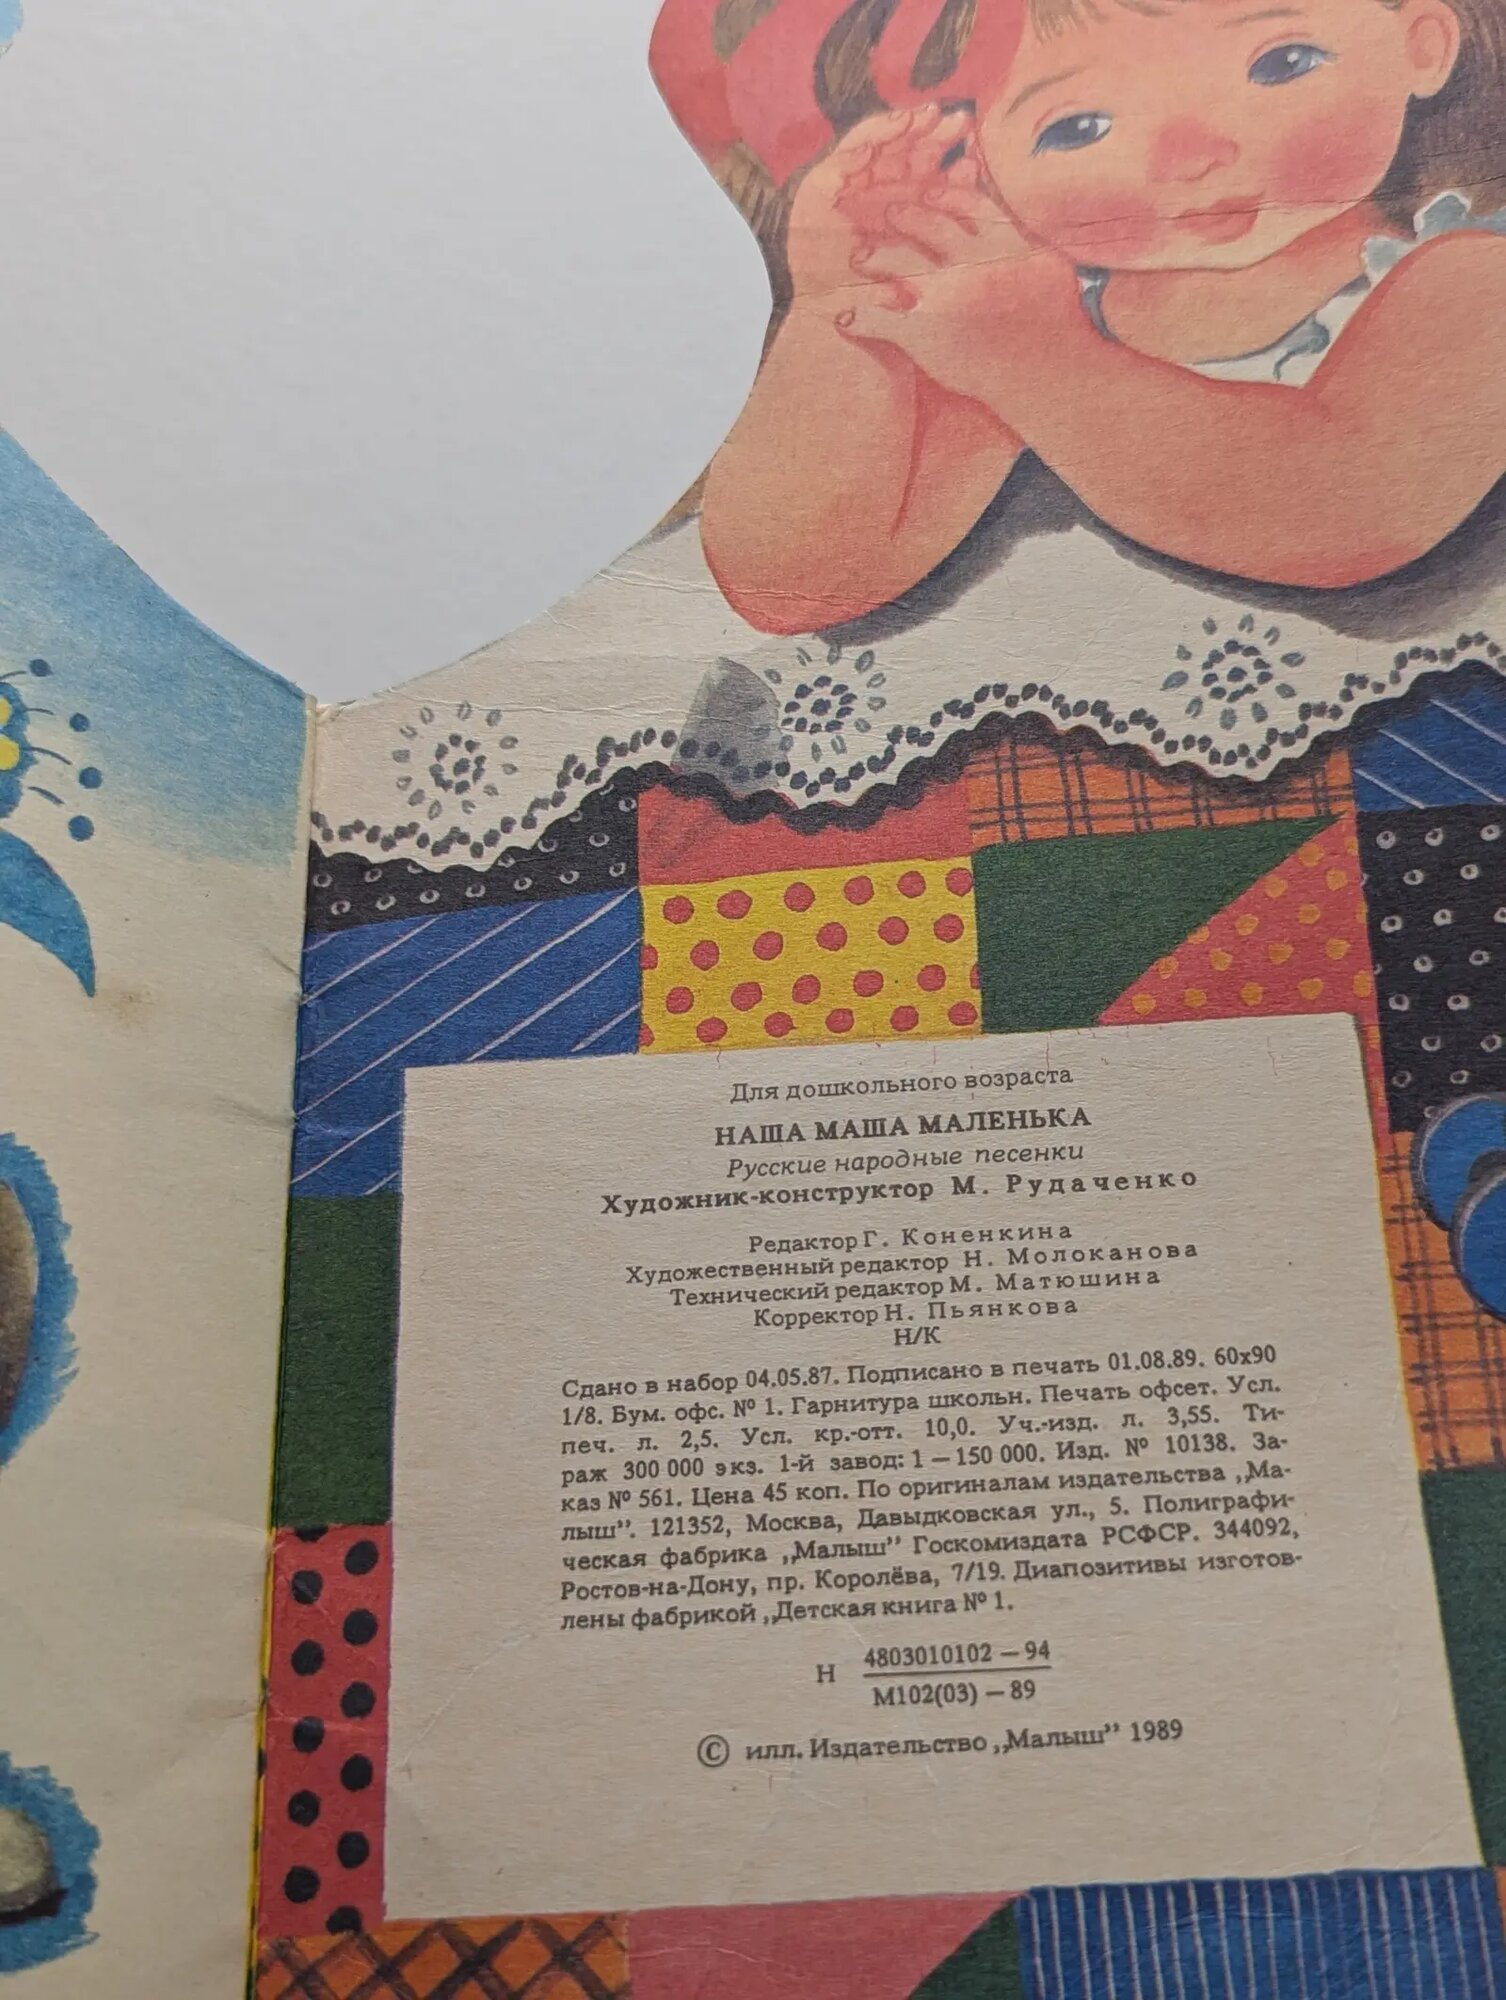 Для дошкольного возраста
НАША МАША МАЛЕНЬКА
Русские народные песенки
Художник-конструктор М. Рудаченко
Редактор Г. Коненкина
Художественный редактор Н. Молоканова
Технический редактор М. Матюшина
Корректор Н. Пьянкова
Н/К
Сдано в набор 04.05.87. Подписано в печать 01.08.89. 60х90
1/8. Бум. офс. № 1. Гарнитура школьн. Печать офсет. Усл.
печ. л. 2,5. Усл. кр.-отт. 10,0. Уч.-изд. л. 3,55. Ти-
раж 300 000 экз. 1-й завод: 1 — 150 000. Изд. № 10138. За-
каз № 561. Цена 45 коп. По оригиналам издательства „Ма-
лыш”. 121352, Москва, Давыдковская ул., 5. Полиграфи-
ческая фабрика „Малыш” Госкомиздата РСФСР. 344092,
Ростов-на-Дону, пр. Королёва, 7/19. Диапозитивы изготов-
лены фабрикой „Детская книга № 1.
4803010102 — 94
Н
М102(03) — 89
© илл. Издательство „Малыш” 1989